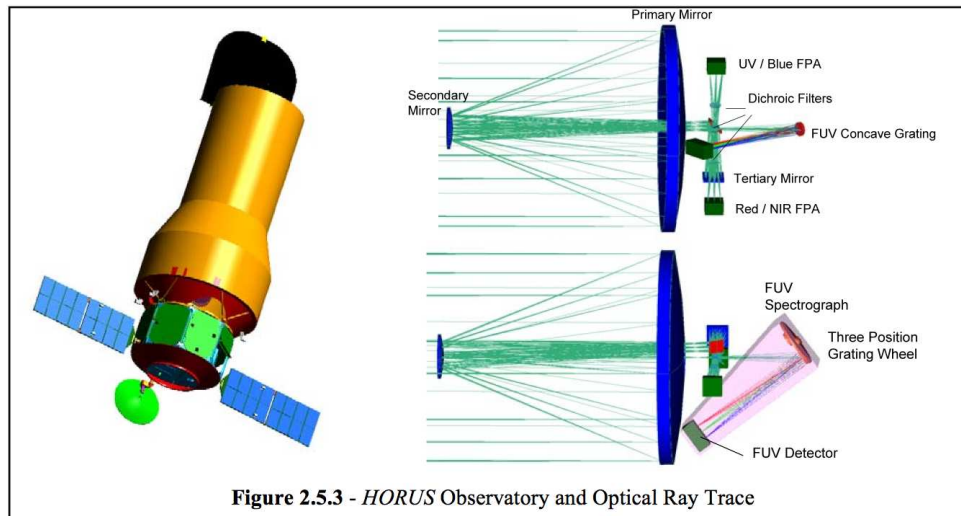 Primary Mirror
UV / Blue FPA
Secondary
Mirror
Dichroic Filters
FUV Concave Grating
Tertiary Mirror
Red / NIR FPA
FUV
Spectrograph
Three Position
Grating Wheel
FUV Detector
Figure 2.5.3 - HORUS Observatory and Optical Ray Trace